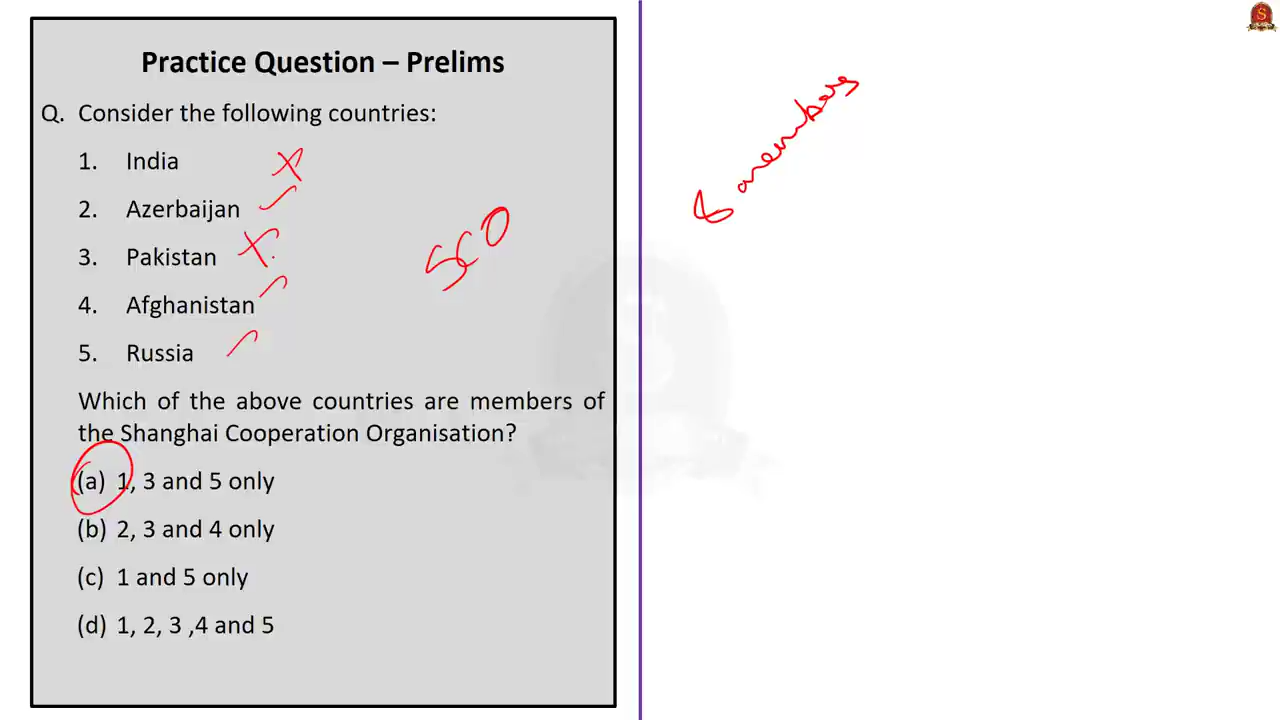 Practice Question – Prelims
Q. Consider the following countries:
1. India
2. Azerbaijan
3. Pakistan
4. Afghanistan
5. Russia
Which of the above countries are members of
the Shanghai Cooperation Organisation?
(a) 1, 3 and 5 only
(b) 2, 3 and 4 only
(c) 1 and 5 only
(d) 1, 2, 3 ,4 and 5
SCO
8 members
S